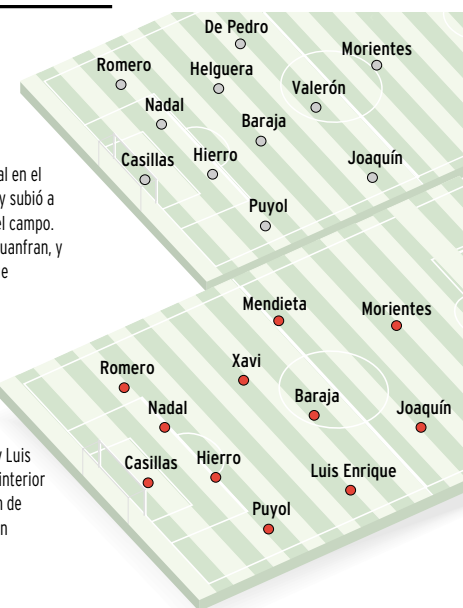 De Pedro
Morientes
Romero
Helguera
Valerón
Nadal
Baraja
Casillas
Hierro
Joaquín
Puyol
al en el
y subió a
el campo.
uanfran, y
e
Mendieta
Morientes
Romero
Xavi
Baraja
Nadal
Joaquín
Casillas
Hierro
Luis Enrique
Puyol
y Luis
interior
n de
n